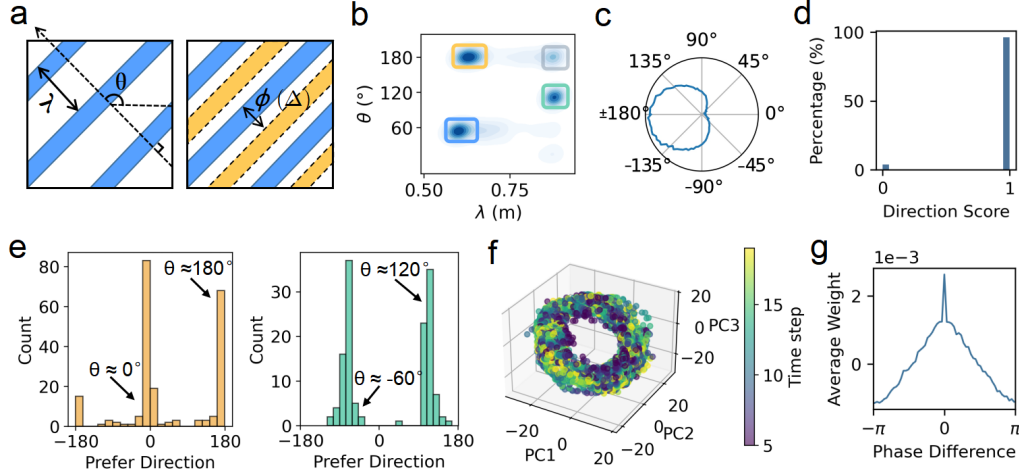 a
λ
θ
ϕ (Δ)
b
θ (°)
180
120
60
0.50
0.75
λ (m)
c
90°
135°
45°
±180°
0°
-135°
-45°
-90°
d
Percentage (%)
100
50
0
0
1
Direction Score
e
Count
80
60
40
20
0
θ ≈180°
θ ≈ 0°
−180
0
180
Prefer Direction
Count
30
20
10
0
θ ≈120°
θ ≈ -60°
−180
0
180
Prefer Direction
f
20
0
−20
PC3
20
0
−20
PC2
−20
0
20
PC1
Time step
15
10
5
g
1e−3
Average Weight
2
0
−π
0
π
Phase Difference